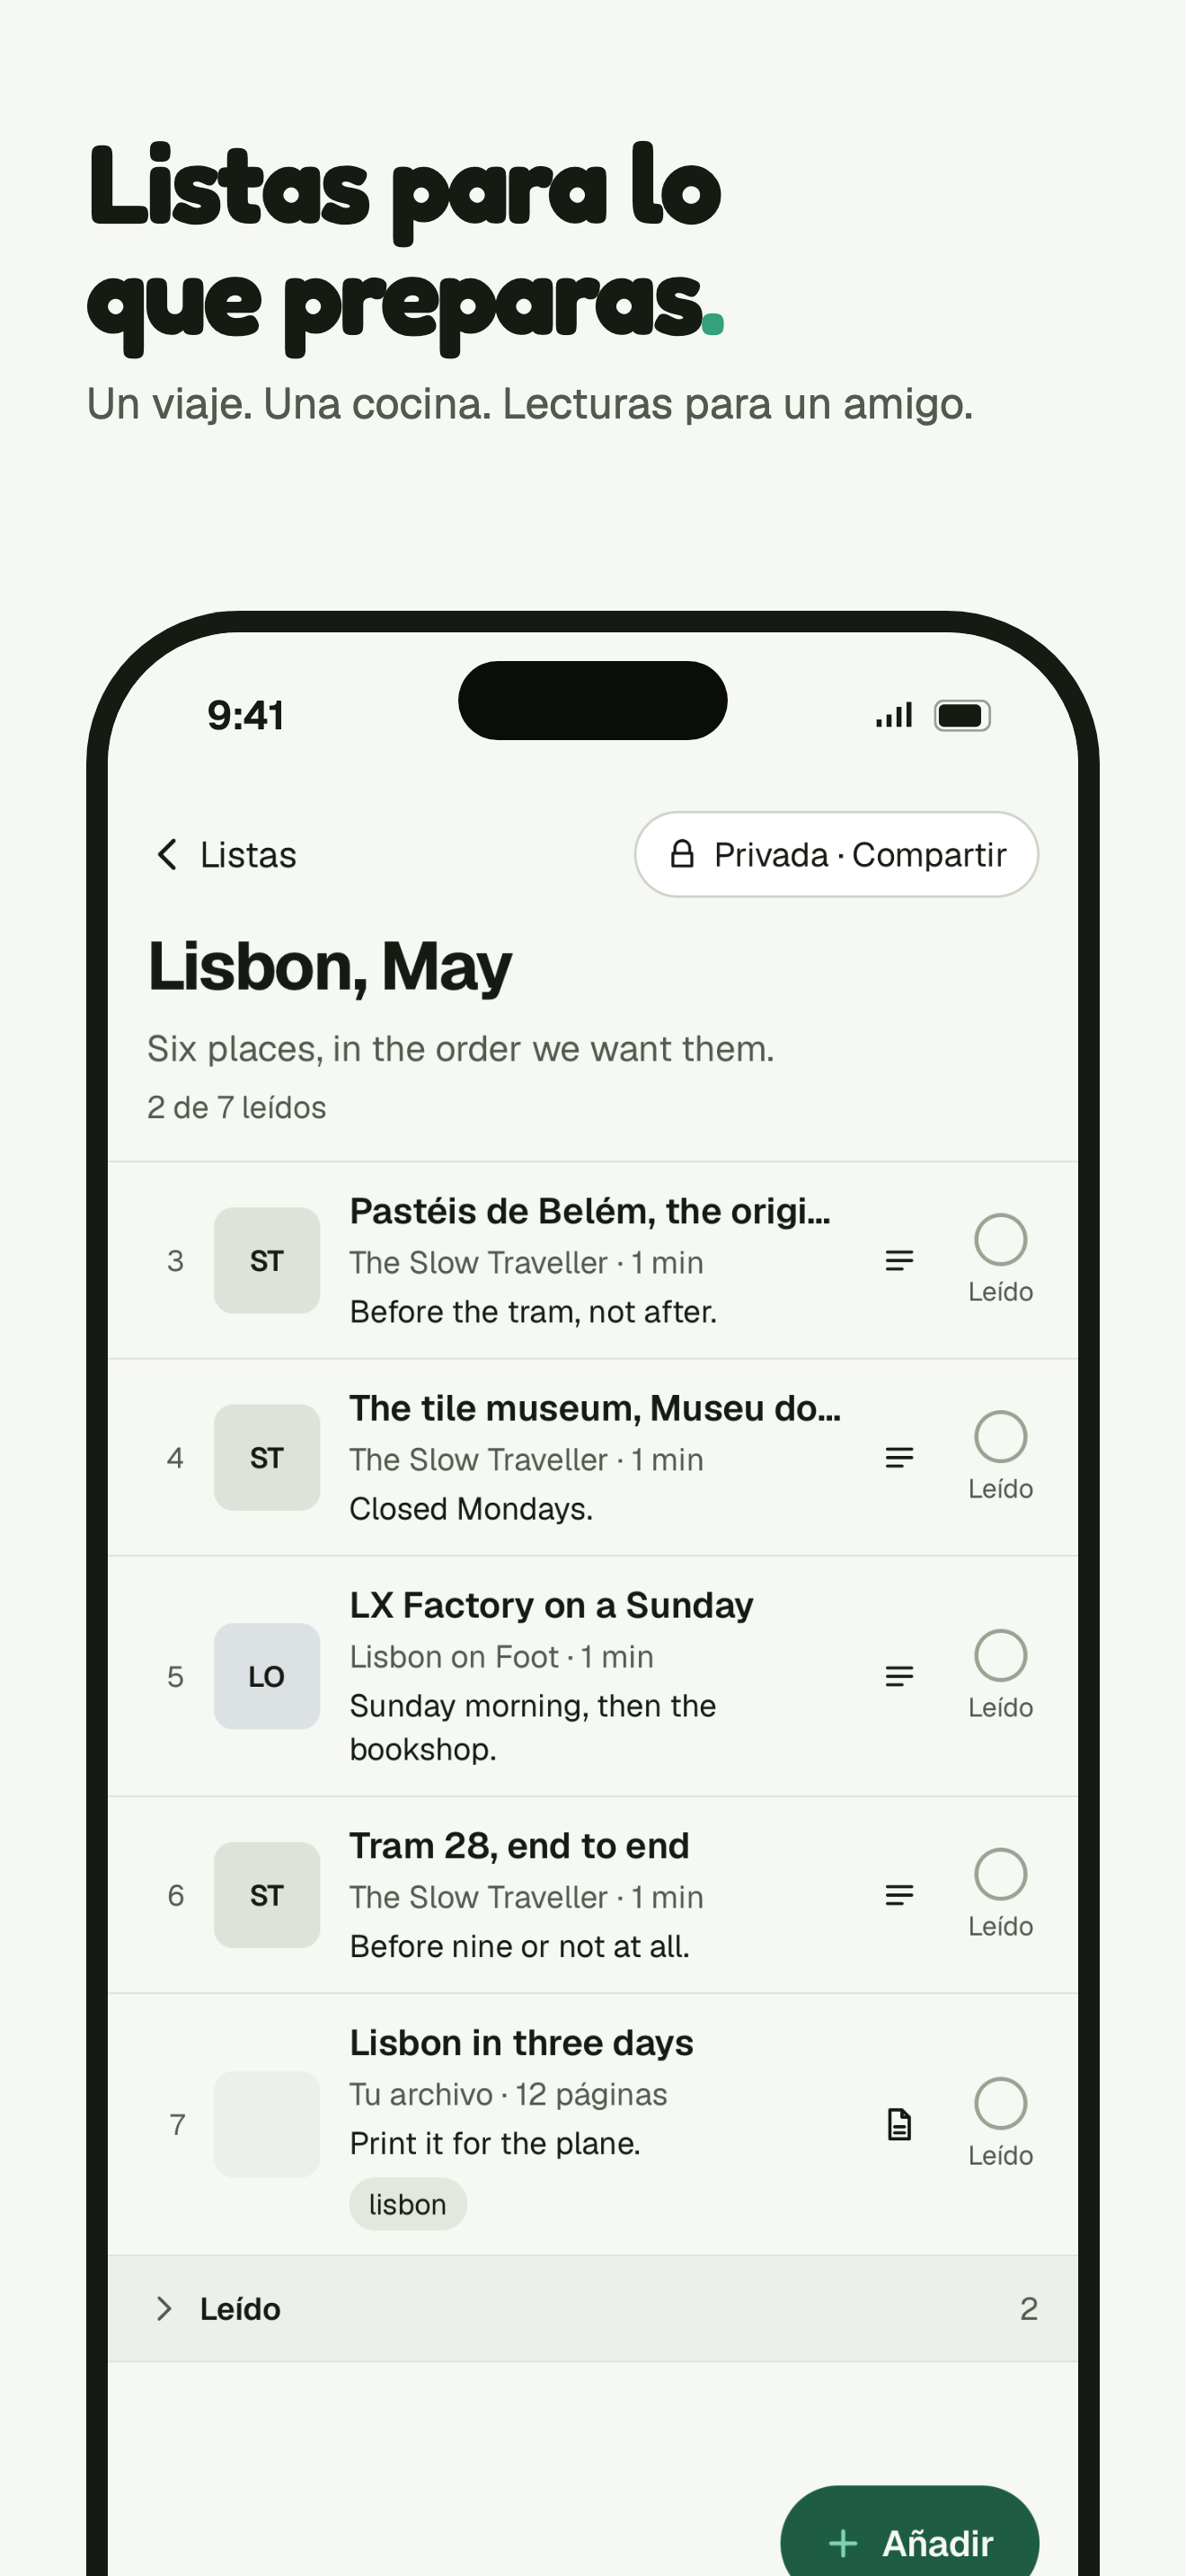 Listas para lo
que preparas.
Un viaje. Una cocina. Lecturas para un amigo.
9:41
Listas
Privada · Compartir
Lisbon, May
Six places, in the order we want them.
2 de 7 leídos
3
ST
Pastéis de Belém, the origi...
The Slow Traveller · 1 min
Before the tram, not after.
Leído
4
ST
The tile museum, Museu do...
The Slow Traveller · 1 min
Closed Mondays.
Leído
5
LO
LX Factory on a Sunday
Lisbon on Foot · 1 min
Sunday morning, then the
bookshop.
Leído
6
ST
Tram 28, end to end
The Slow Traveller · 1 min
Before nine or not at all.
Leído
7
Lisbon in three days
Tu archivo · 12 páginas
Print it for the plane.
lisbon
Leído
Leído
2
+ Añadir